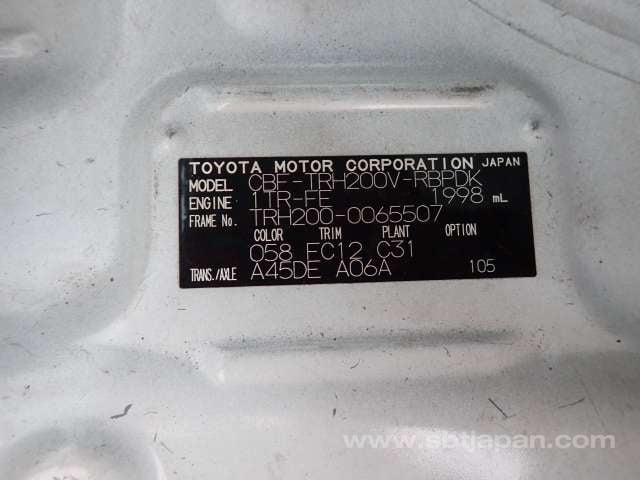 TOYOTA MOTOR CORPORATION JAPAN
MODEL CBF-TRH200V-RBPDK
ENGINE 1TR-FE 1998 mL
FRAME No. TRH200-0065507
COLOR TRIM PLANT OPTION
058 EC12 C31
TRANS./AXLE A45DE A06A 105
www.sbtjapan.com